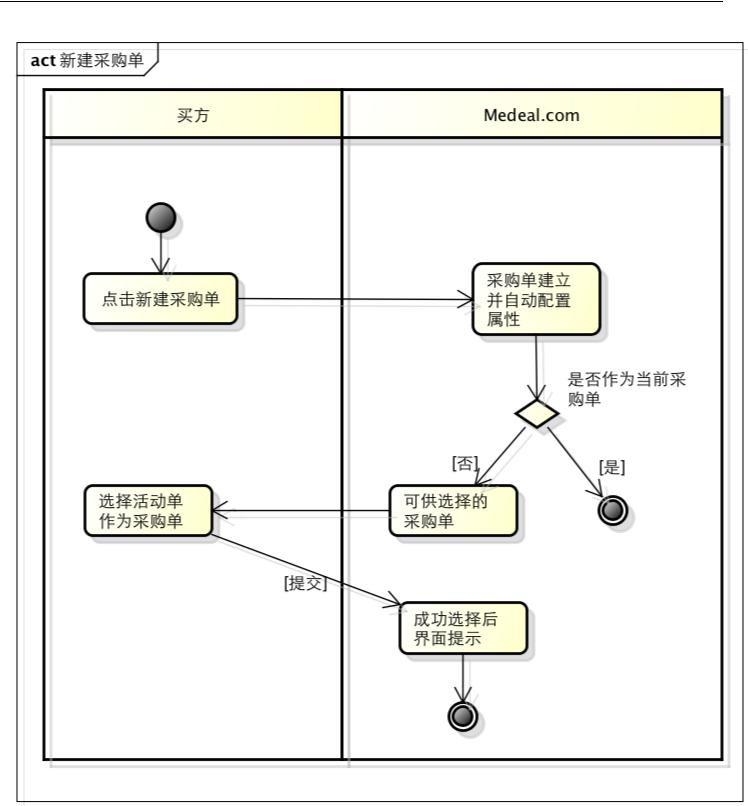 act 新建采购单
买方
Medeal.com
点击新建采购单
采购单建立
并自动配置
属性
是否作为当前采
购单
[否]
[是]
选择活动单
作为采购单
可供选择的
采购单
[提交]
成功选择后
界面提示